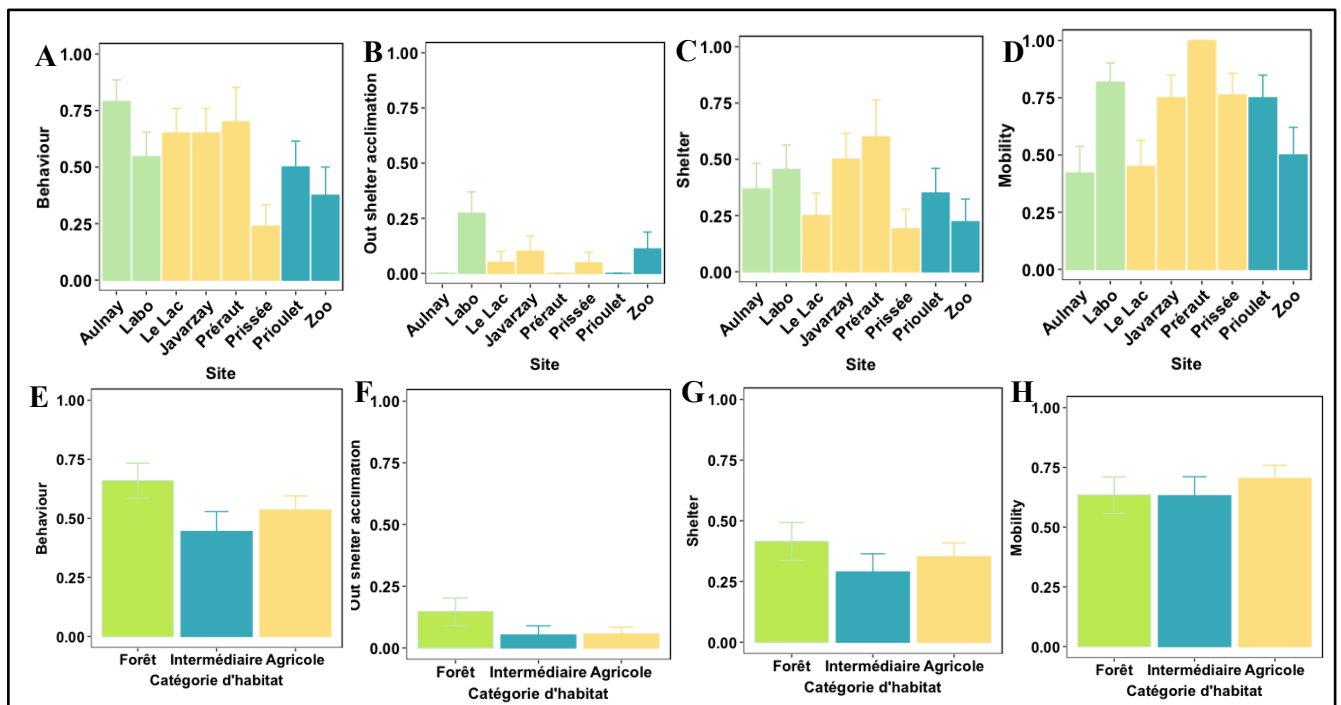 A
Behaviour
1.00
0.75
0.50
0.25
0.00
Aulnay
Labo
Le Lac
Javarzay
Préraut
Prissée
Prioulet
Zoo
Site
B
Out shelter acclimation
1.00
0.75
0.50
0.25
0.00
Aulnay
Labo
Le Lac
Javarzay
Préraut
Prissée
Prioulet
Zoo
Site
C
Shelter
1.00
0.75
0.50
0.25
0.00
Aulnay
Labo
Le Lac
Javarzay
Préraut
Prissée
Prioulet
Zoo
Site
D
Mobility
1.00
0.75
0.50
0.25
0.00
Aulnay
Labo
Le Lac
Javarzay
Préraut
Prissée
Prioulet
Zoo
Site
E
Behaviour
1.00
0.75
0.50
0.25
0.00
Forêt Intermédiaire Agricole
Catégorie d'habitat
F
Out shelter acclimation
1.00
0.75
0.50
0.25
0.00
Forêt Intermédiaire Agricole
Catégorie d'habitat
G
Shelter
1.00
0.75
0.50
0.25
0.00
Forêt Intermédiaire Agricole
Catégorie d'habitat
H
Mobility
1.00
0.75
0.50
0.25
0.00
Forêt Intermédiaire Agricole
Catégorie d'habitat